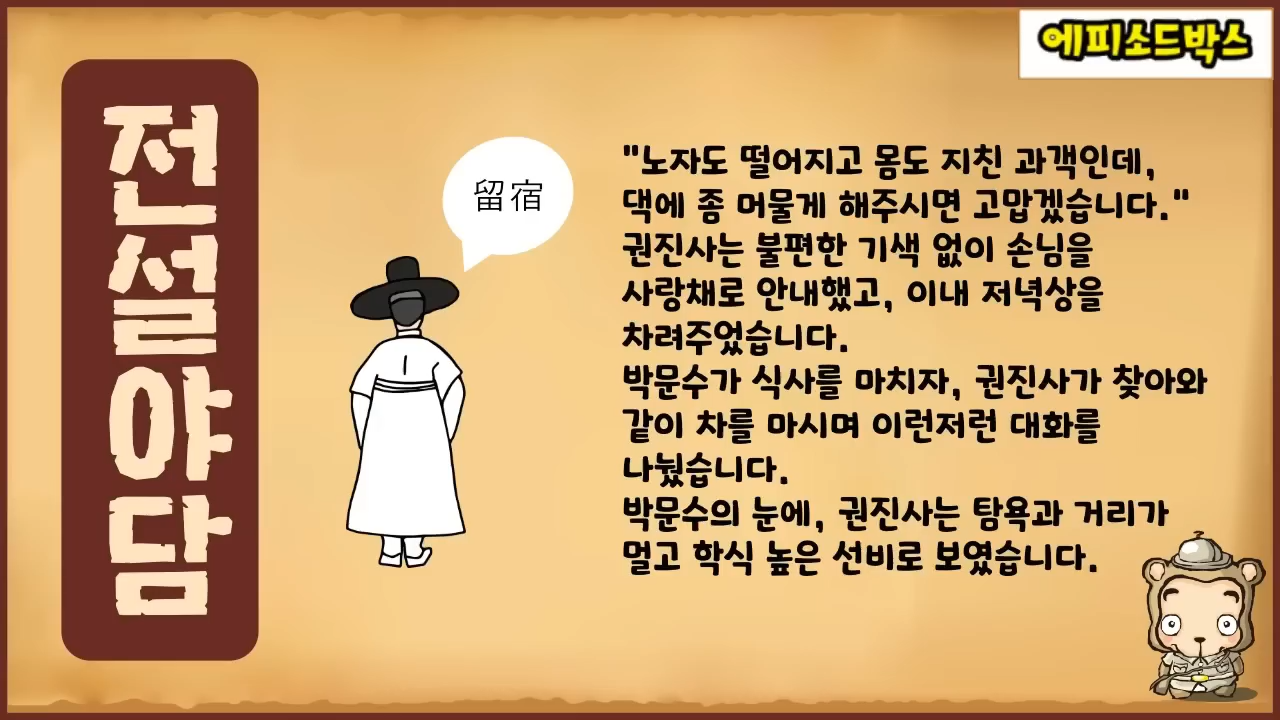 에피소드박스
전설야담
留宿
"노자도 떨어지고 몸도 지친 과객인데,
댁에 좀 머물게 해주시면 고맙겠습니다."
권진사는 불편한 기색 없이 손님을
사랑채로 안내했고, 이내 저녁상을
차려주었습니다.
박문수가 식사를 마치자, 권진사가 찾아와
같이 차를 마시며 이런저런 대화를
나눴습니다.
박문수의 눈에, 권진사는 탐욕과 거리가
멀고 학식 높은 선비로 보였습니다.